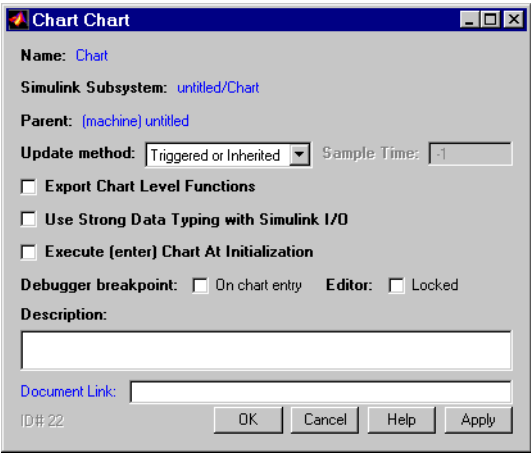 Chart Chart
Name: Chart
Simulink Subsystem: untitled/Chart
Parent: (machine) untitled
Update method: Triggered or Inherited Sample Time: -1
Export Chart Level Functions
Use Strong Data Typing with Simulink I/O
Execute (enter) Chart At Initialization
Debugger breakpoint: On chart entry Editor: Locked
Description:
Document Link:
ID# 22 OK Cancel Help Apply